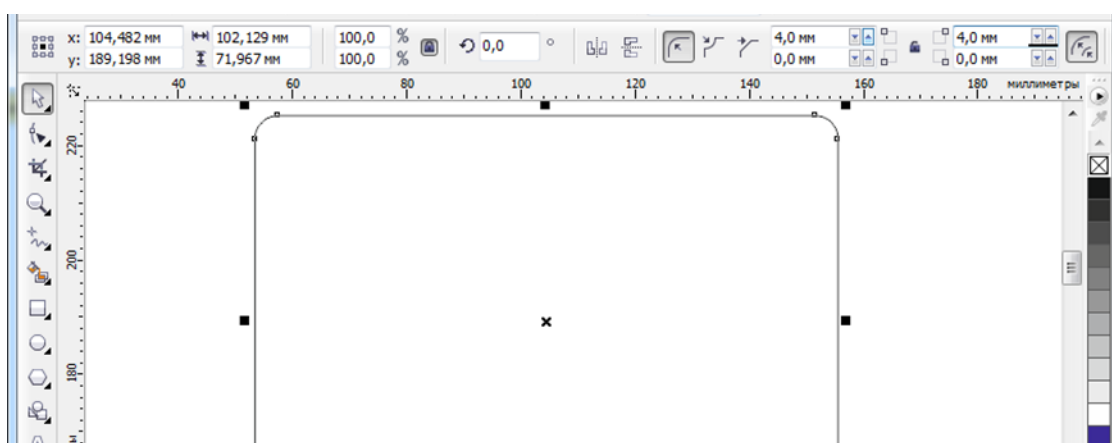 x: 104,482 мм 102,129 мм 100,0 % 0,0 ° 4,0 мм 4,0 мм
y: 189,198 мм 71,967 мм 100,0 % 0,0 мм 0,0 мм
40 60 80 100 120 140 160 180 миллиметры
220
200
180